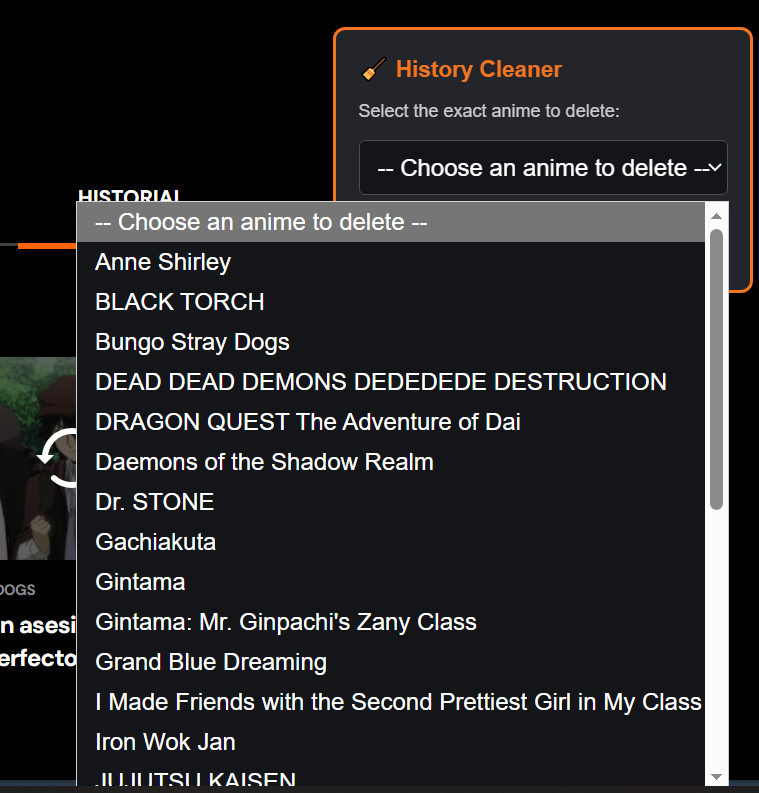 History Cleaner
Select the exact anime to delete:
-- Choose an anime to delete --
HISTORIAL
-- Choose an anime to delete --
Anne Shirley
BLACK TORCH
Bungo Stray Dogs
DEAD DEAD DEMONS DEDEDEDE DESTRUCTION
DRAGON QUEST The Adventure of Dai
Daemons of the Shadow Realm
Dr. STONE
Gachiakuta
Gintama
Gintama: Mr. Ginpachi's Zany Class
Grand Blue Dreaming
I Made Friends with the Second Prettiest Girl in My Class
Iron Wok Jan
JUJUTSU KAISEN
OGS
n asesi
erfecto